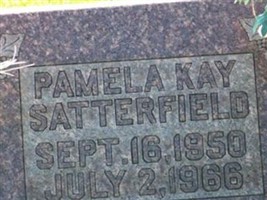 PAMELA KAY
SATTERFIELD
SEPT. 16, 1950
JULY 2, 1966